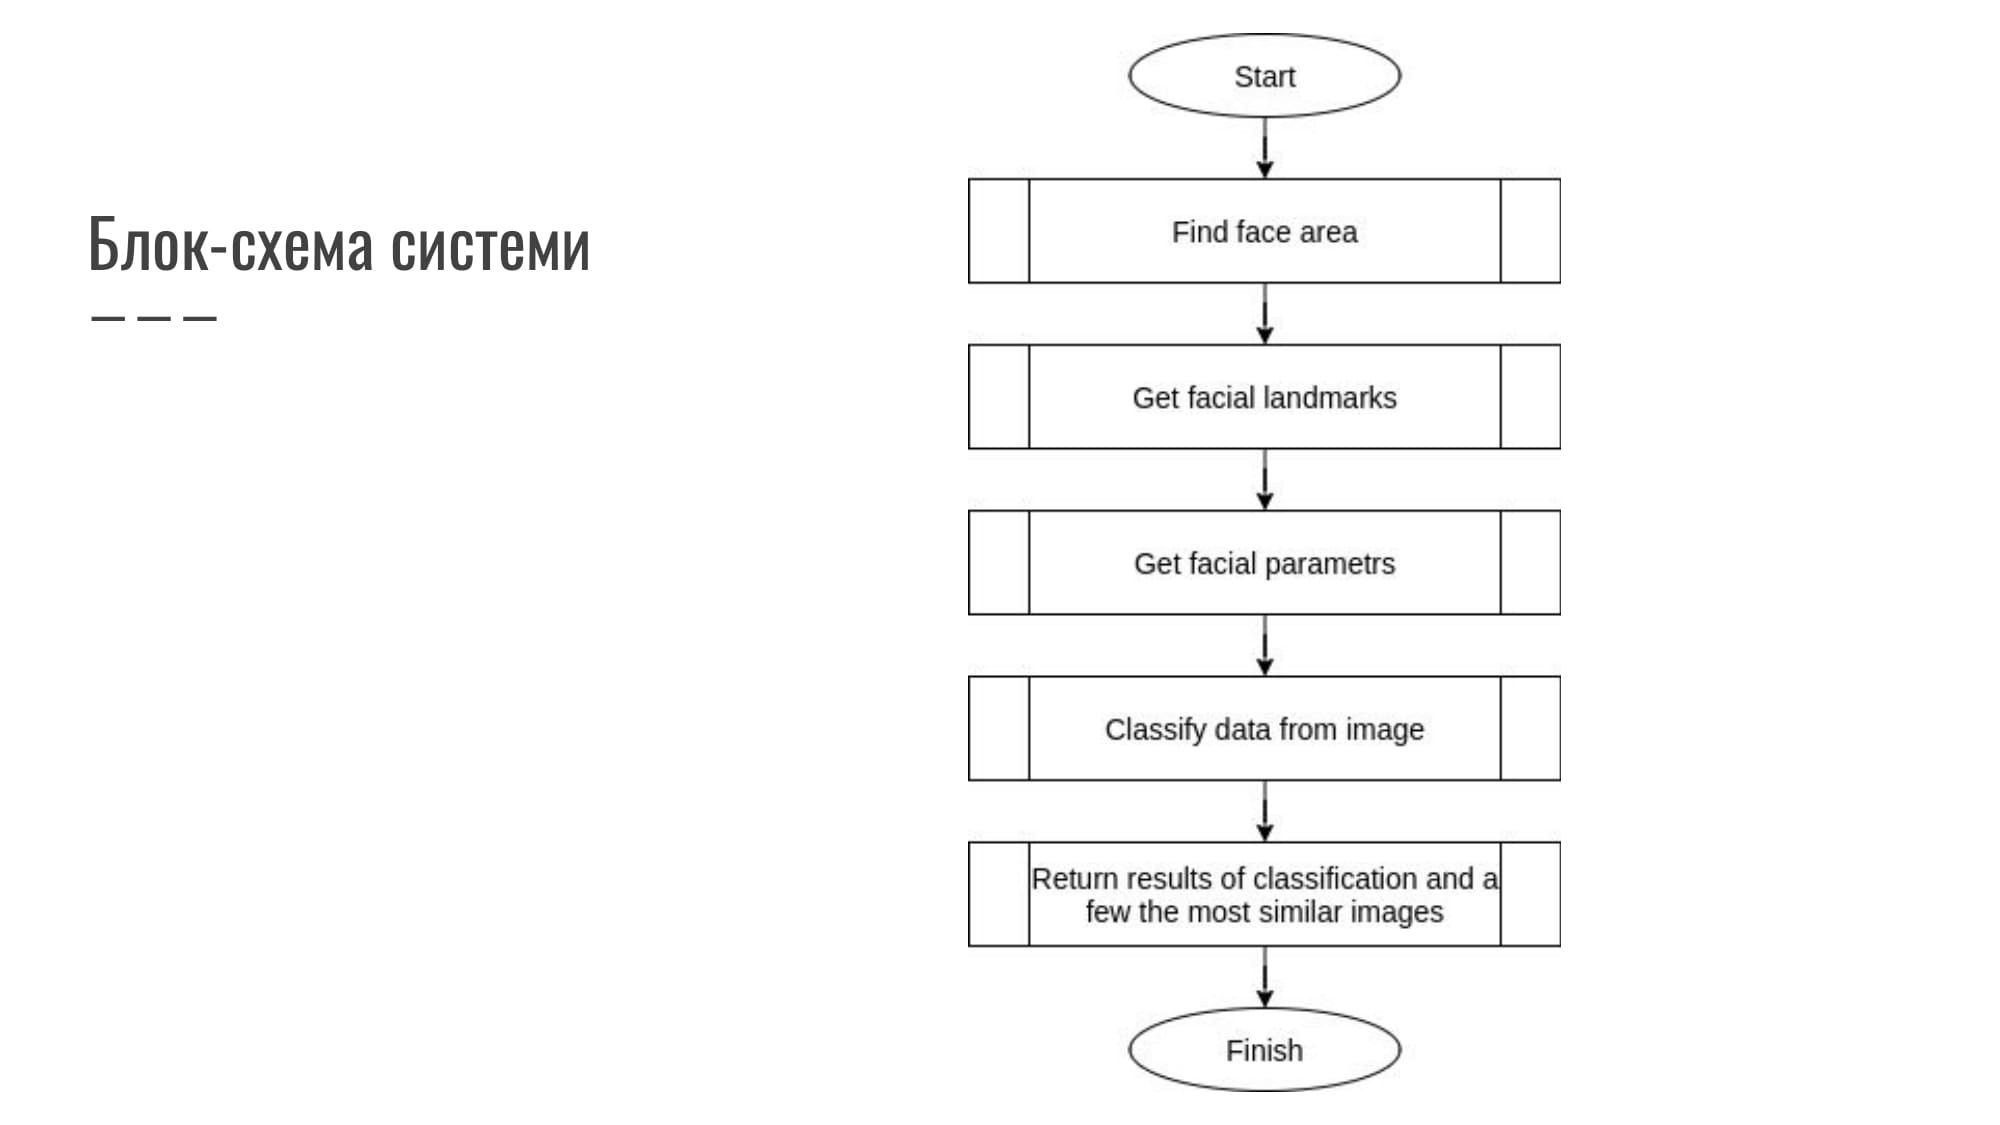 Блок-схема системи
Start
Find face area
Get facial landmarks
Get facial parametrs
Classify data from image
Return results of classification and a
few the most similar images
Finish